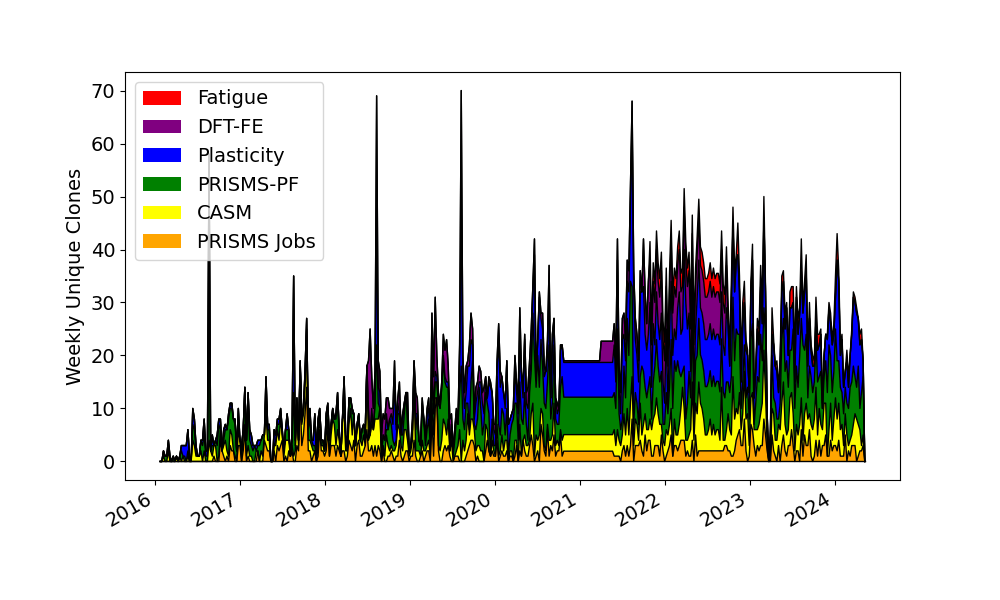 70
60
50
40
30
20
10
0
Weekly Unique Clones
Fatigue
DFT-FE
Plasticity
PRISMS-PF
CASM
PRISMS Jobs
2016
2017
2018
2019
2020
2021
2022
2023
2024